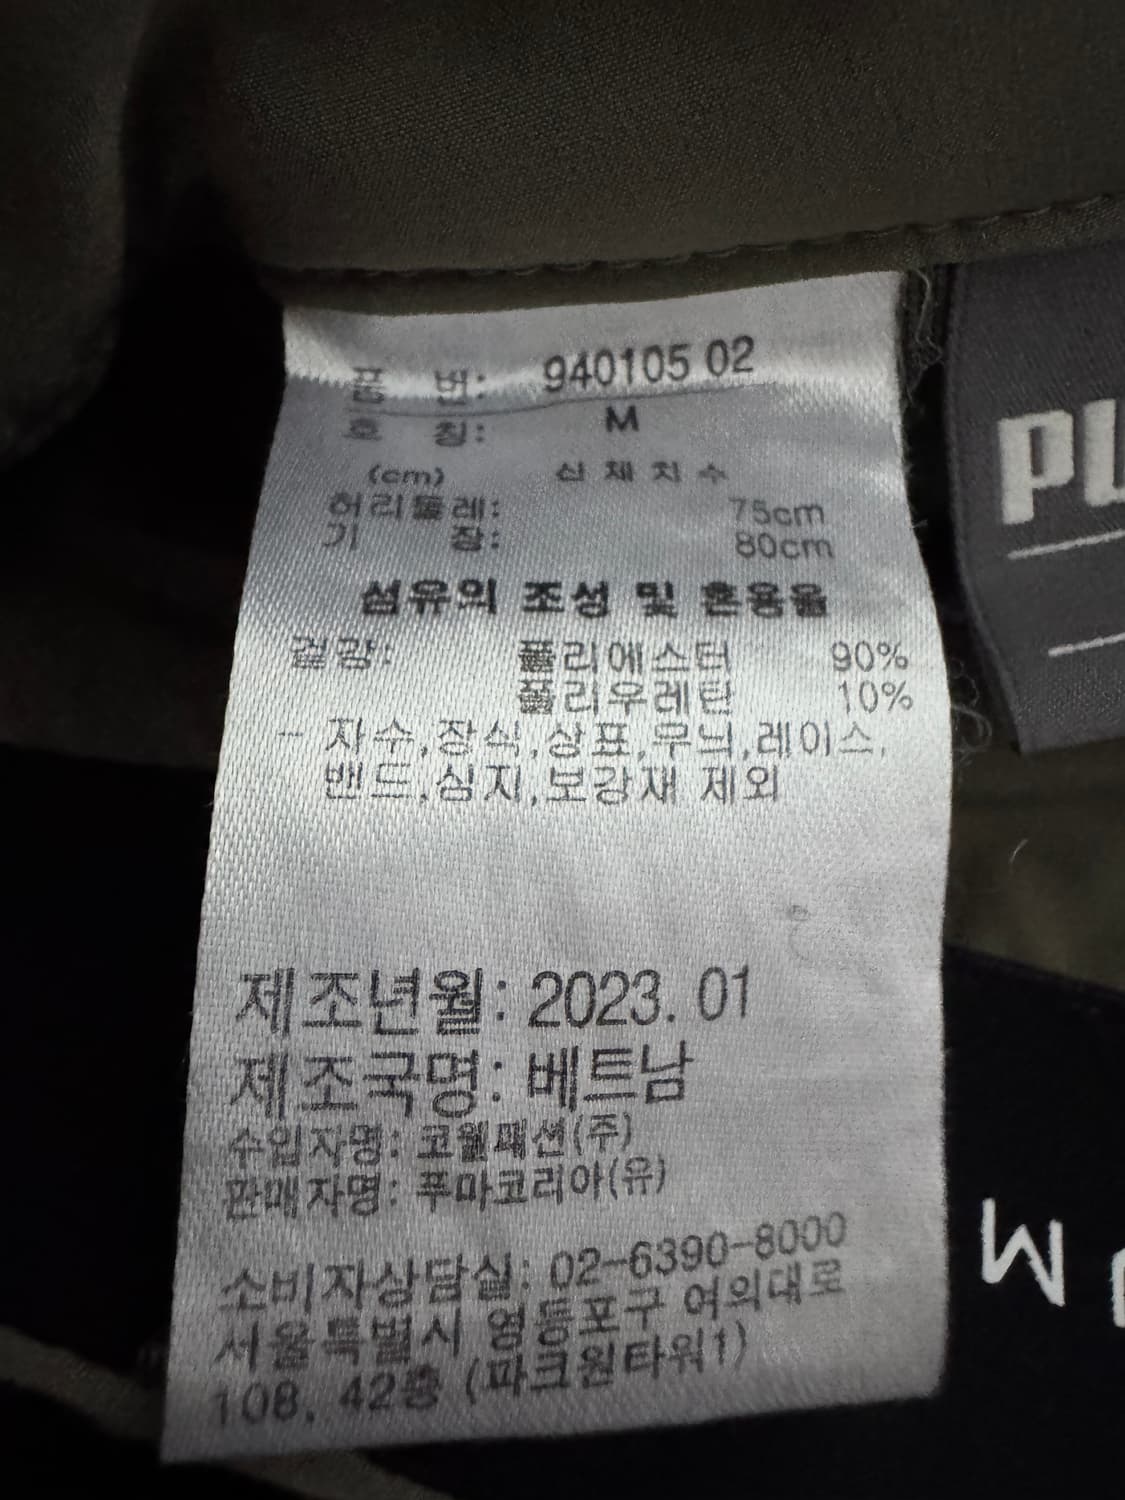 품 번: 940105 02
호 칭: M
(cm) 신 체 치 수
허리둘레: 75cm
기 장: 80cm
섬유의 조성 및 혼용율
겉감: 폴리에스터 90%
폴리우레탄 10%
- 자수,장식,상표,무늬,레이스,
밴드,심지,보강재 제외
제조년월: 2023. 01
제조국명: 베트남
수입자명: 코웰패션(주)
판매자명: 푸마코리아(유)
소비자상담실: 02-6390-8000
서울특별시 영등포구 여의대로
108, 42층 (파크원타워1)
PU
M